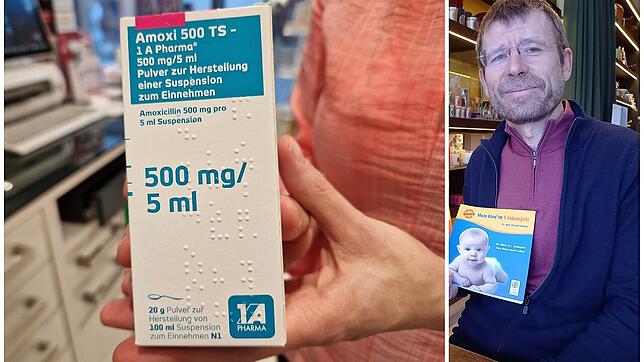 Amoxi 500 TS -
1 A Pharma®
500 mg/5 ml
Pulver zur Herstellung
einer Suspension
zum Einnehmen
Amoxicillin 500 mg pro
5 ml Suspension
500 mg/
5 ml
20 g Pulver zur
Herstellung von
100 ml Suspension
zum Einnehmen N1
1A
PHARMA
Mein Kind im 1. Lebensjahr